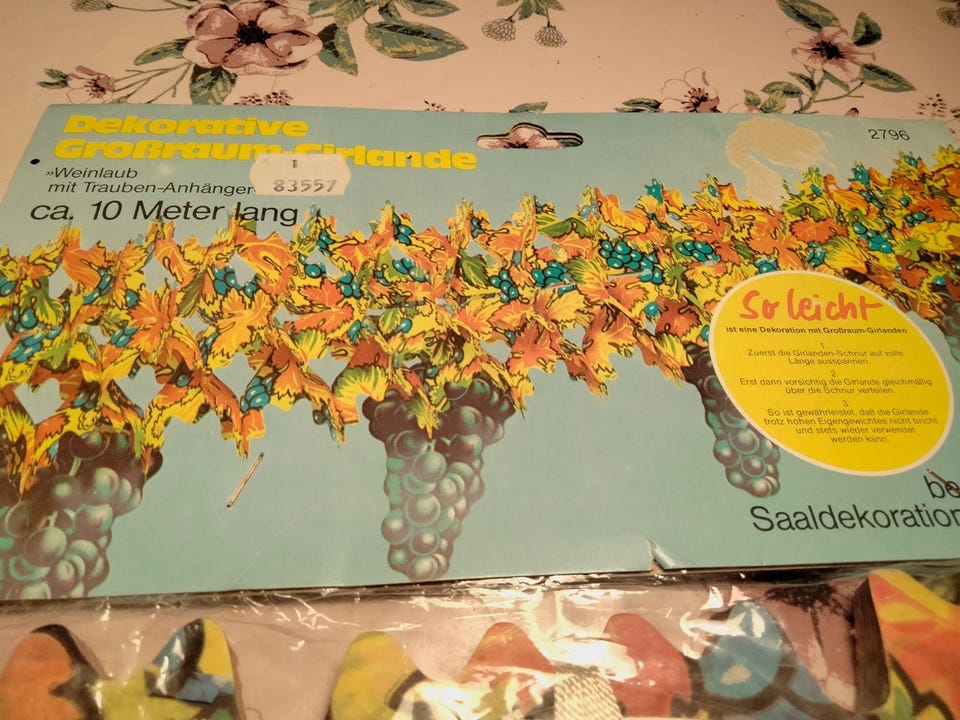 Dekorative
Großraum-Girlande
2796
»Weinlaub
mit Trauben-Anhänger
1
83557
ca. 10 Meter lang
So leicht
ist eine Dekoration mit Großraum-Girlanden
1.
Zuerst die Girlanden-Schnur auf volle
Länge ausspannen
2.
Erst dann vorsichtig die Girlande gleichmäßig
über die Schnur verteilen.
3.
So ist gewährleistet, daß die Girlande
trotz hohen Eigengewichtes nicht bricht
und stets wieder verwendet
werden kann.
Saaldekoration